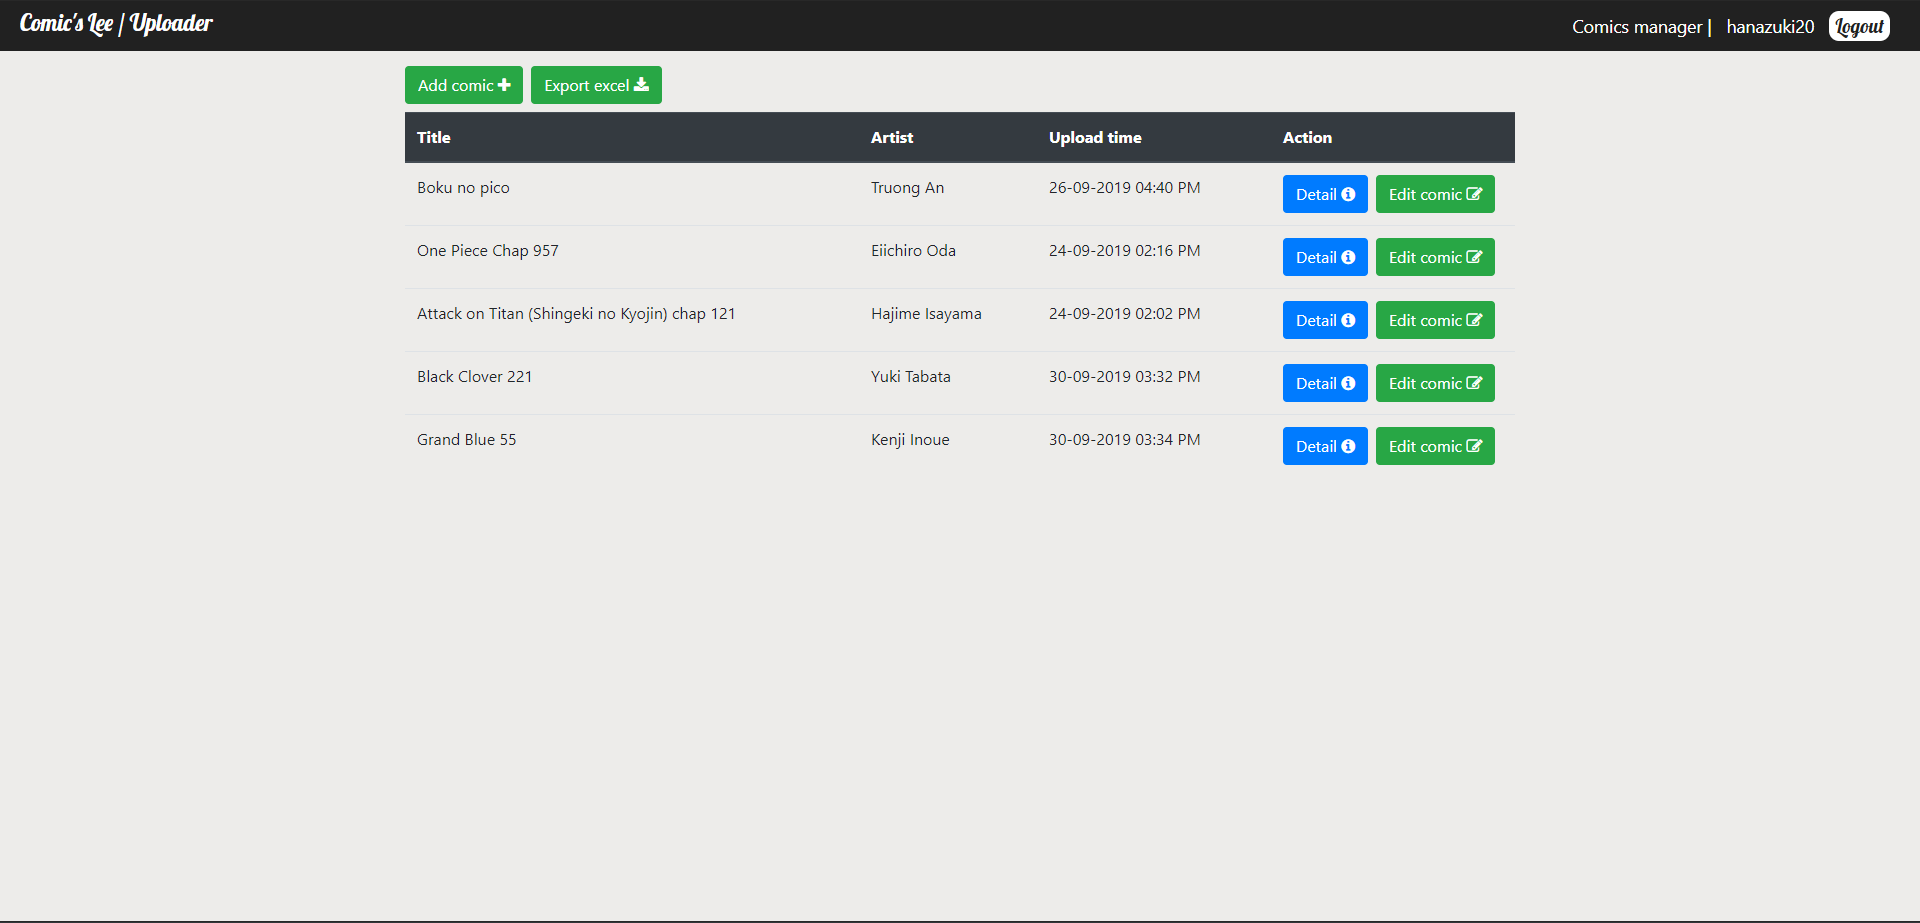 Comic's Lee / Uploader
Comics manager | hanazuki20 Logout
Add comic Export excel
Title Artist Upload time Action
Boku no pico Truong An 26-09-2019 04:40 PM Detail Edit comic
One Piece Chap 957 Eiichiro Oda 24-09-2019 02:16 PM Detail Edit comic
Attack on Titan (Shingeki no Kyojin) chap 121 Hajime Isayama 24-09-2019 02:02 PM Detail Edit comic
Black Clover 221 Yuki Tabata 30-09-2019 03:32 PM Detail Edit comic
Grand Blue 55 Kenji Inoue 30-09-2019 03:34 PM Detail Edit comic